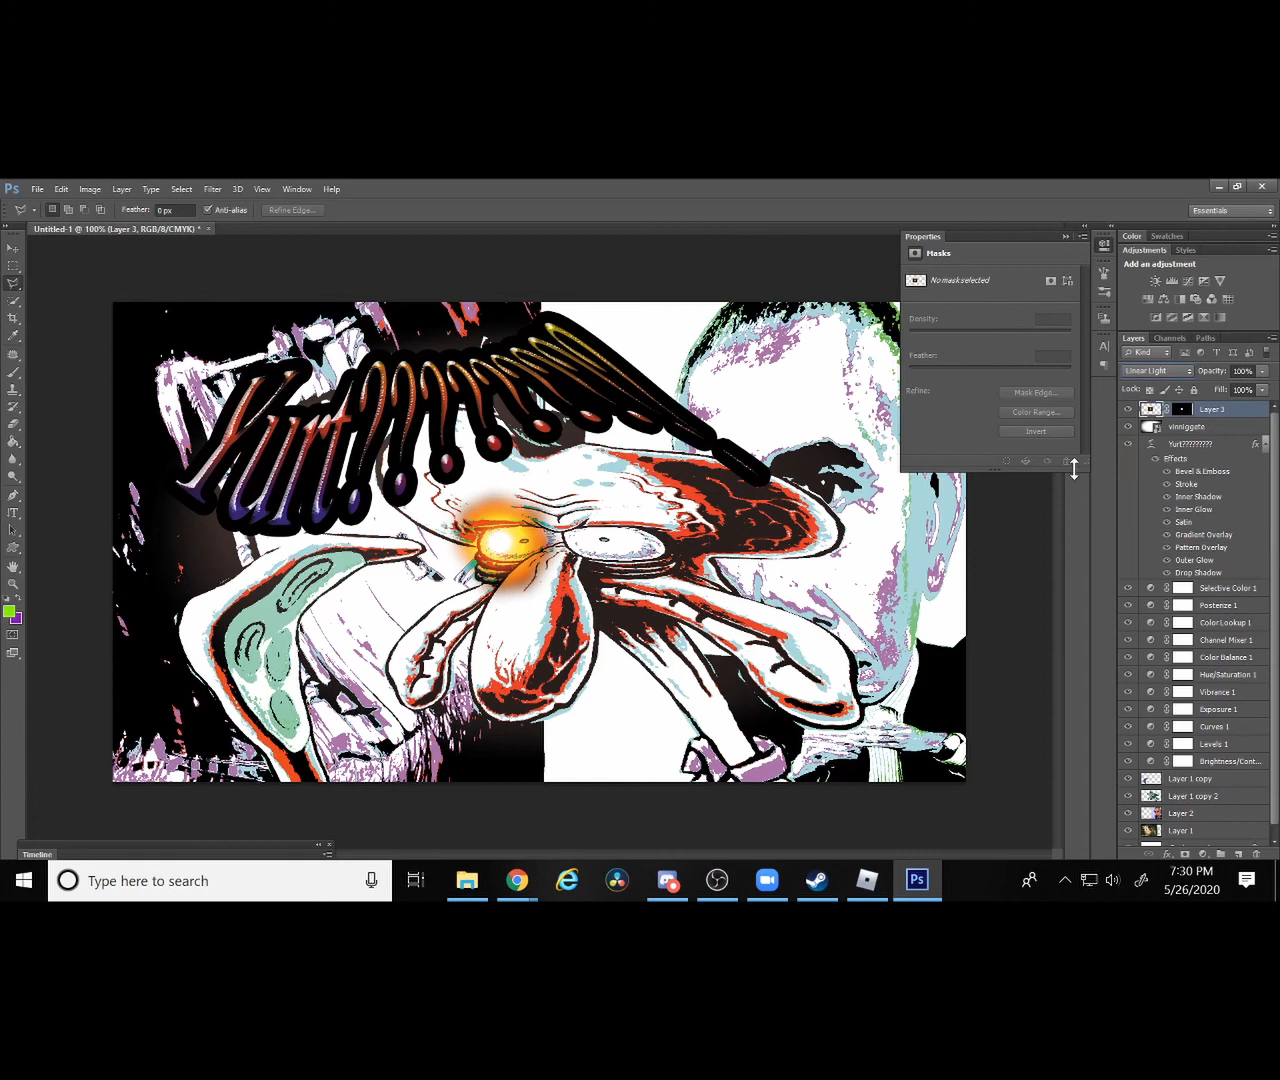 Ps File Edit Image Layer Type Select Filter 3D View Window Help
Feather: 0 px Anti-alias Refine Edge... Essentials
Untitled-1 @ 100% (Layer 3, RGB/8/CMYK) *
Properties
Masks
No mask selected
Density:
Feather:
Refine: Mask Edge...
Color Range...
Invert
Color Swatches
Adjustments Styles
Add an adjustment
Layers Channels Paths
Kind
Linear Light Opacity: 100%
Lock: Fill: 100%
Layer 3
vinniggete
Yurt????????? fx
Effects
Bevel & Emboss
Stroke
Inner Shadow
Inner Glow
Satin
Gradient Overlay
Pattern Overlay
Outer Glow
Drop Shadow
Selective Color 1
Posterize 1
Color Lookup 1
Channel Mixer 1
Color Balance 1
Hue/Saturation 1
Vibrance 1
Exposure 1
Curves 1
Levels 1
Brightness/Cont...
Layer 1 copy
Layer 1 copy 2
Layer 2
Layer 1
Yurt?????????
Timeline
Type here to search
Ps
7:30 PM
5/26/2020